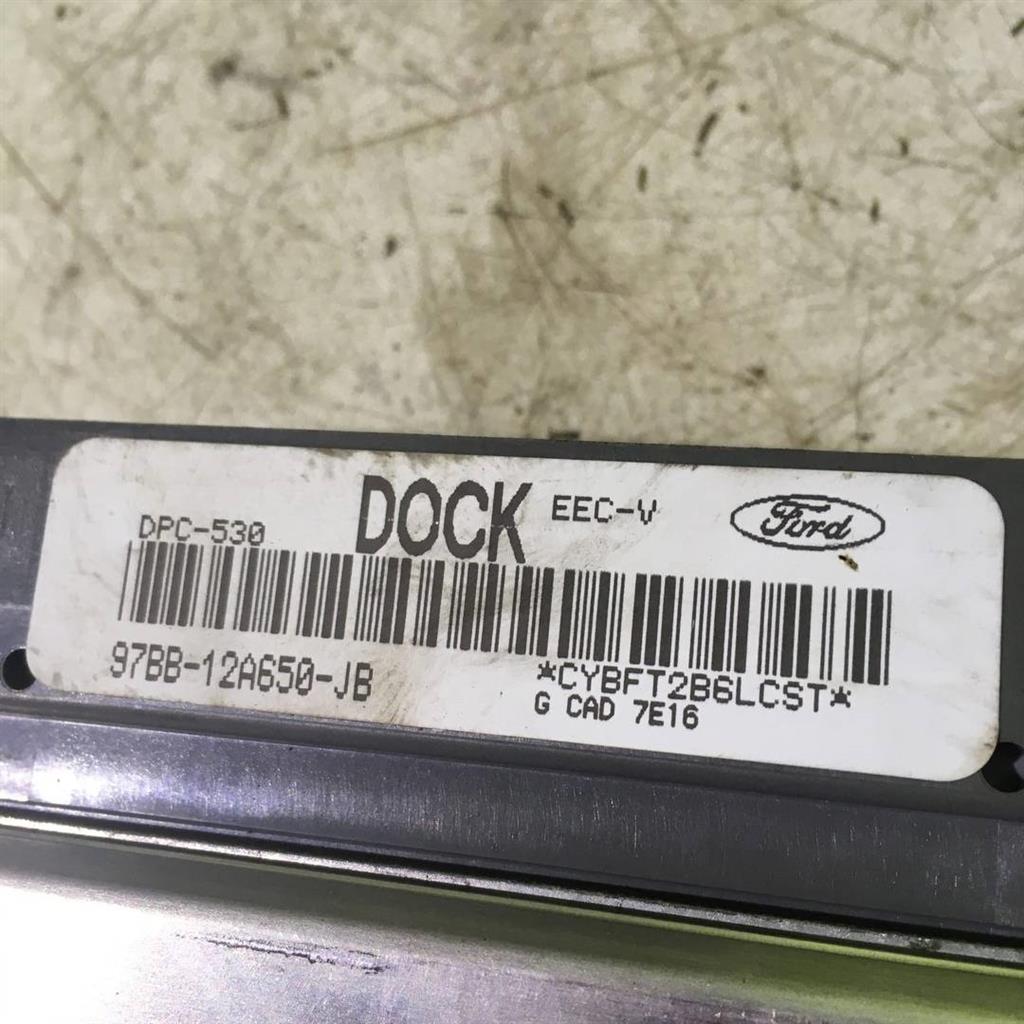 DOCK EEC-V Ford
DPC-530
97BB-12A650-JB *CYBFT2B6LCST*
G CAD 7E16